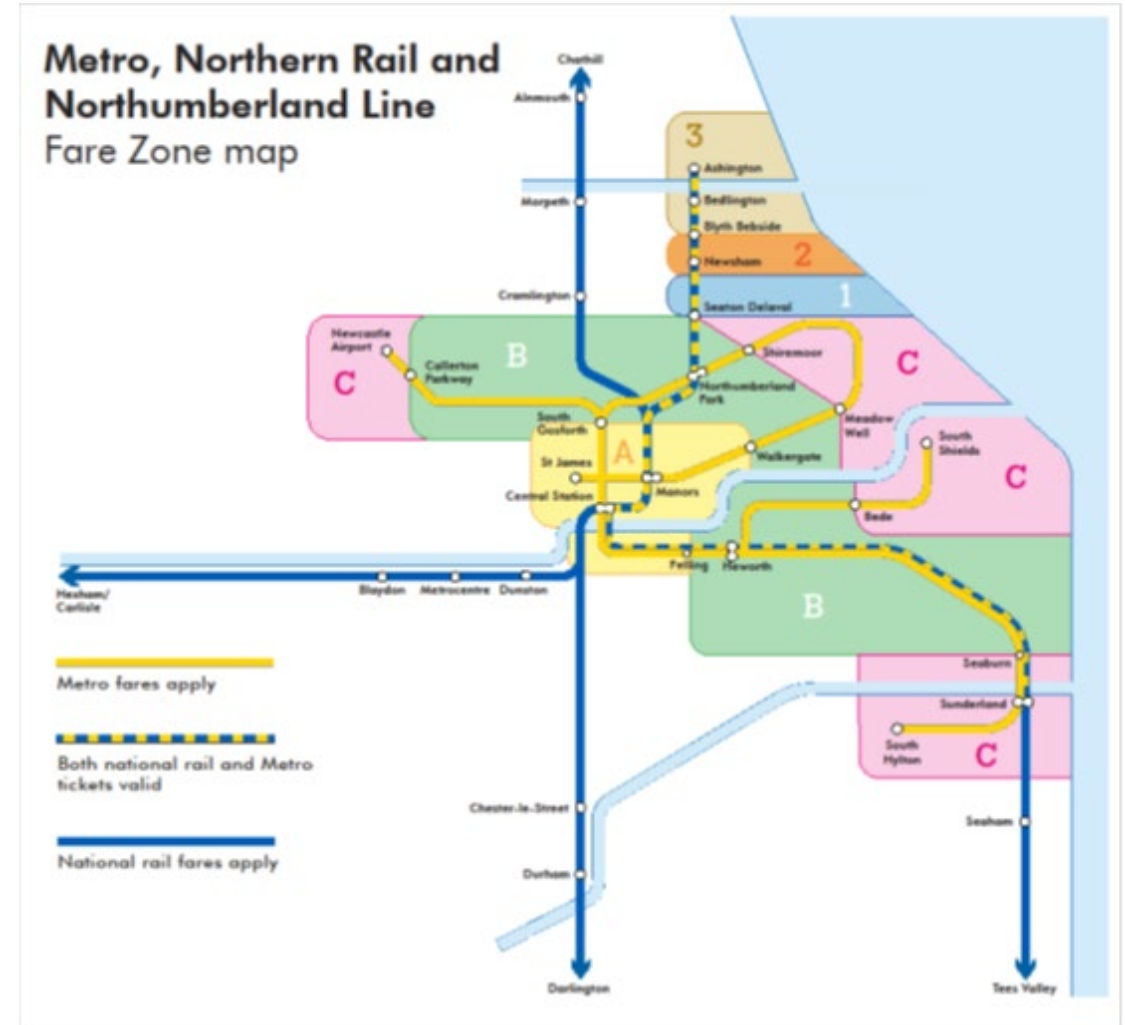 Metro, Northern Rail and
Northumberland Line
Fare Zone map
Chathill
Alnmouth
3
Ashington
Morpeth
Bedlington
Blyth Bebside
Newsham
2
Cramlington
1
Seaton Delaval
Newcastle
Airport
C
Callerton
Parkway
B
Shiremoor
C
Northumberland
Park
South
Gosforth
Meadow
Well
A
St James
Walkergate
South
Shields
C
Central Station
Manors
Bede
Felling
Heworth
Hexham/
Carlisle
Blaydon
Metrocentre
Dunston
B
Metro fares apply
Seaburn
Sunderland
Both national rail and Metro
tickets valid
South
Hylton
C
Chester-le-Street
Seaham
National rail fares apply
Durham
Darlington
Tees Valley